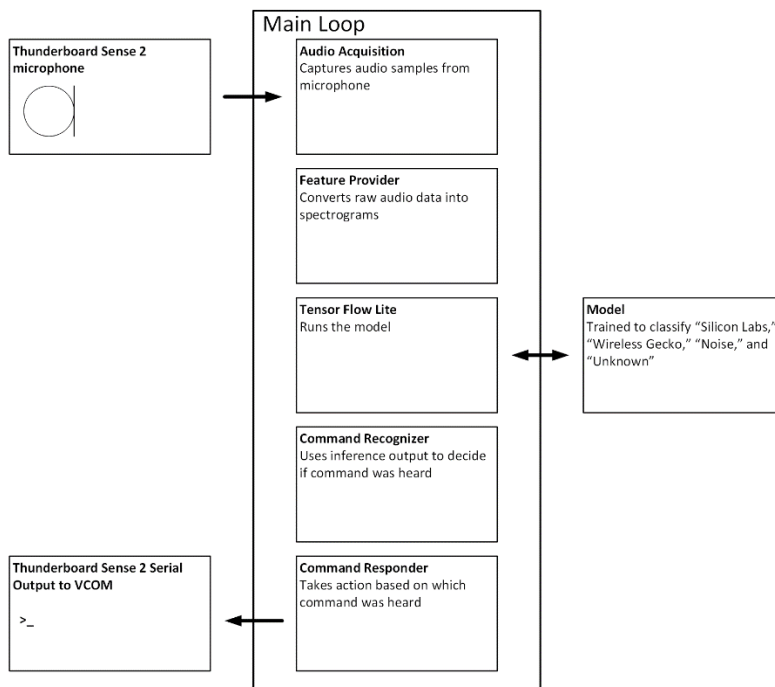 Main Loop
Thunderboard Sense 2
microphone
Audio Acquisition
Captures audio samples from
microphone
Feature Provider
Converts raw audio data into
spectrograms
Tensor Flow Lite
Runs the model
Model
Trained to classify “Silicon Labs,”
“Wireless Gecko,” “Noise,” and
“Unknown”
Command Recognizer
Uses inference output to decide
if command was heard
Thunderboard Sense 2 Serial
Output to VCOM
>_
Command Responder
Takes action based on which
command was heard